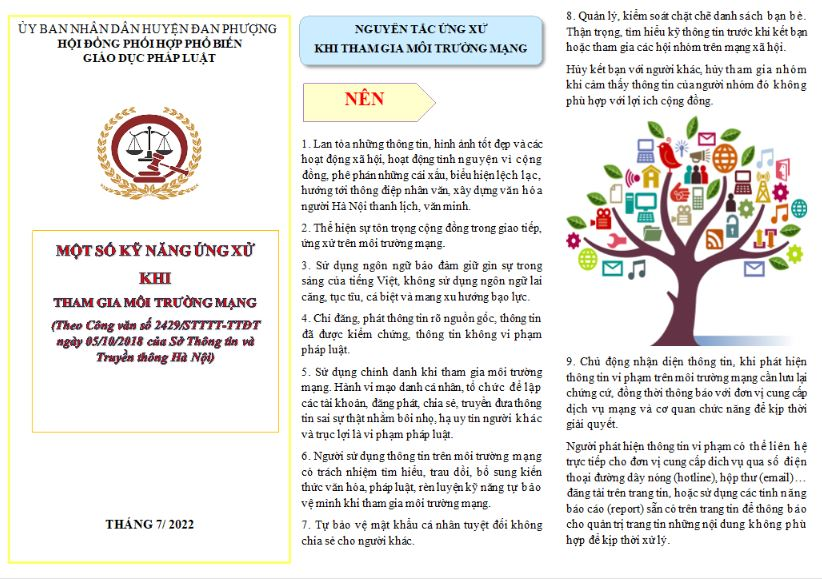 ỦY BAN NHÂN DÂN HUYỆN ĐAN PHƯỢNG
HỘI ĐỒNG PHỐI HỢP PHỔ BIẾN
GIÁO DỤC PHÁP LUẬT
MỘT SỐ KỸ NĂNG ỨNG XỬ
KHI
THAM GIA MÔI TRƯỜNG MẠNG
(Theo Công văn số 2429/STTTT-TTĐT
ngày 05/10/2018 của Sở Thông tin và
Truyền thông Hà Nội)
THÁNG 7/ 2022
NGUYÊN TẮC ỨNG XỬ
KHI THAM GIA MÔI TRƯỜNG MẠNG
NÊN
1. Lan tỏa những thông tin, hình ảnh tốt đẹp và các
hoạt động xã hội, hoạt động tình nguyện vì cộng
đồng, phê phán những cái xấu, biểu hiện lệch lạc,
hướng tới thông điệp nhân văn, xây dựng văn hóa
người Hà Nội thanh lịch, văn minh.
2. Thể hiện sự tôn trọng cộng đồng trong giao tiếp,
ứng xử trên môi trường mạng.
3. Sử dụng ngôn ngữ bảo đảm giữ gìn sự trong
sáng của tiếng Việt, không sử dụng ngôn ngữ lai
căng, tục tĩu, cá biệt và mang xu hướng bạo lực.
4. Chỉ đăng, phát thông tin rõ nguồn gốc, thông tin
đã được kiểm chứng, thông tin không vi phạm
pháp luật.
5. Sử dụng chính danh khi tham gia môi trường
mạng. Hành vi mạo danh cá nhân, tổ chức để lập
các tài khoản, đăng phát, chia sẻ, truyền đưa thông
tin sai sự thật nhằm bôi nhọ, hạ uy tín người khác
và trục lợi là vi phạm pháp luật.
6. Người sử dụng thông tin trên môi trường mạng
có trách nhiệm tìm hiểu, trau dồi, bổ sung kiến
thức văn hóa, pháp luật, rèn luyện kỹ năng tự bảo
vệ mình khi tham gia môi trường mạng.
7. Tự bảo vệ mật khẩu cá nhân tuyệt đối không
chia sẻ cho người khác.
8. Quản lý, kiểm soát chặt chẽ danh sách bạn bè.
Thận trọng, tìm hiểu kỹ thông tin trước khi kết bạn
hoặc tham gia các hội nhóm trên mạng xã hội.
Hủy kết bạn với người khác, hủy tham gia nhóm
khi cảm thấy thông tin của người nhóm đó không
phù hợp với lợi ích cộng đồng.
9. Chủ động nhận diện thông tin, khi phát hiện
thông tin vi phạm trên môi trường mạng cần lưu lại
chứng cứ, đồng thời thông báo với đơn vị cung cấp
dịch vụ mạng và cơ quan chức năng để kịp thời
giải quyết.
Người phát hiện thông tin vi phạm có thể liên hệ
trực tiếp cho đơn vị cung cấp dich vụ qua số điện
thoại đường dây nóng (hotline), hộp thư (email)…
đăng tải trên trang tin, hoặc sử dụng các tính năng
báo cáo (report) sẵn có trên trang tin để thông báo
cho quản trị trang tin những nội dung không phù
hợp để kịp thời xử lý.